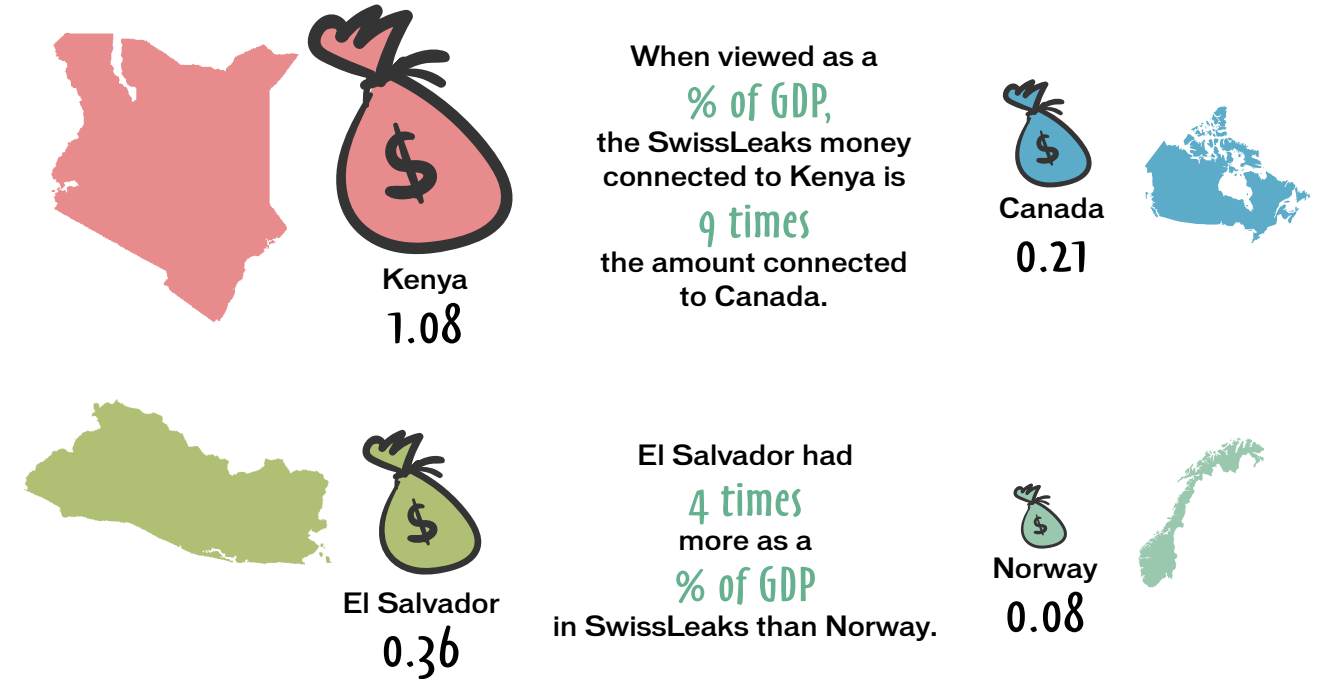 When viewed as a
% of GDP,
the SwissLeaks money
connected to Kenya is
9 times
the amount connected
to Canada.
$
Kenya
1.08
$
Canada
0.21
El Salvador had
4 times
more as a
% of GDP
in SwissLeaks than Norway.
$
El Salvador
0.36
$
Norway
0.08